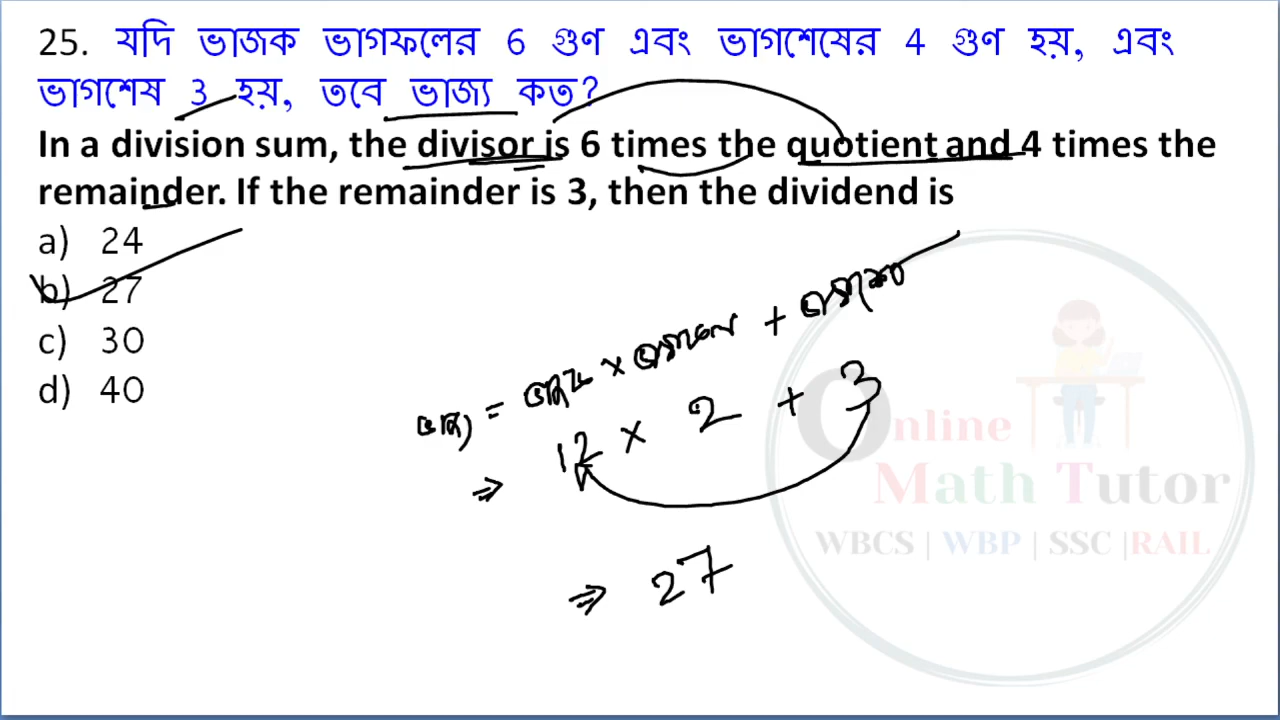 25. যদি ভাজক ভাগফলের 6 গুণ এবং ভাগশেষের 4 গুণ হয়, এবং
ভাগশেষ 3 হয়, তবে ভাজ্য কত?
In a division sum, the divisor is 6 times the quotient and 4 times the
remainder. If the remainder is 3, then the dividend is
a) 24
b) 27
c) 30
d) 40
= × +
⇒ 12 × 2 + 3
⇒ 27
Online
Math Tutor
WBCS | WBP | SSC |RAIL